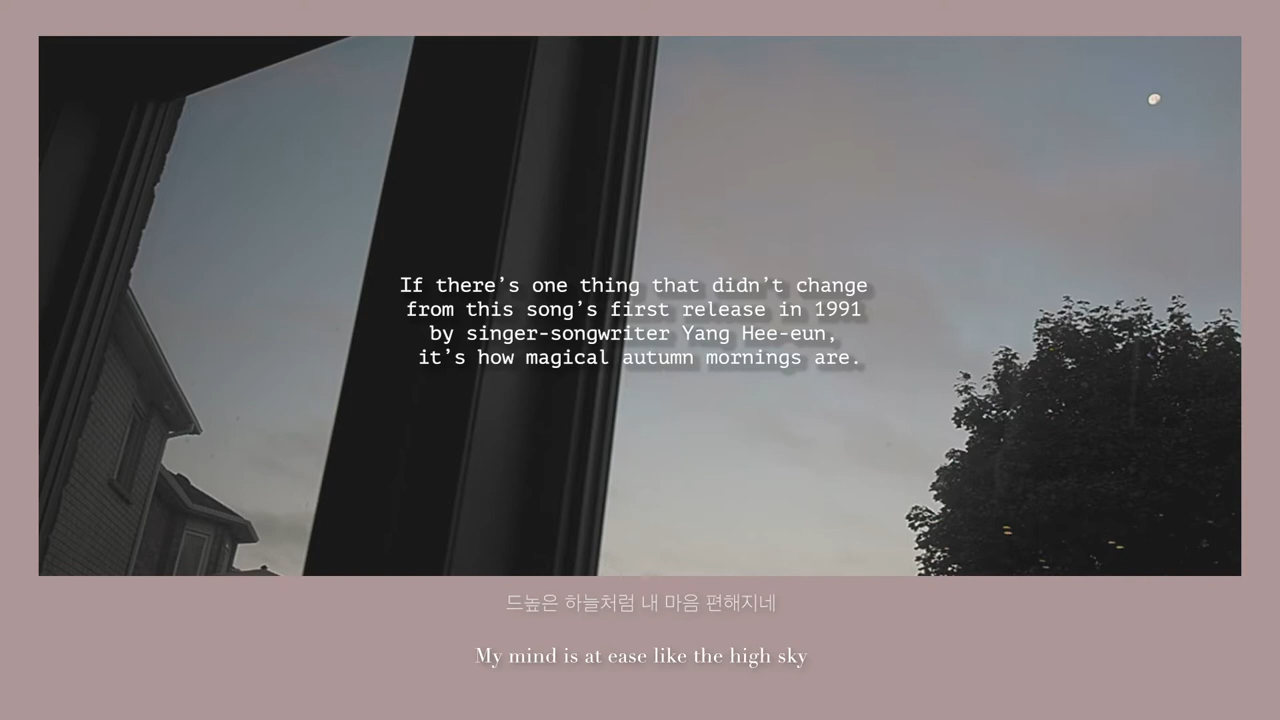 If there’s one thing that didn’t change
from this song’s first release in 1991
by singer-songwriter Yang Hee-eun,
it’s how magical autumn mornings are.
드높은 하늘처럼 내 마음 편해지네
My mind is at ease like the high sky